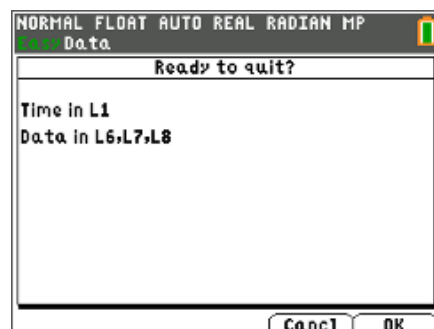 NORMAL FLOAT AUTO REAL RADIAN MP
EasyData
Ready to quit?
Time in L1
Data in L6,L7,L8
Cancl OK